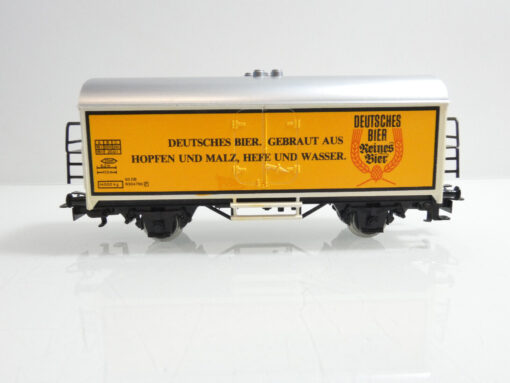 DEUTSCHES BIER. GEBRAUT AUS
HOPFEN UND MALZ, HEFE UND WASSER.
DEUTSCHES
BIER
Reines
Bier